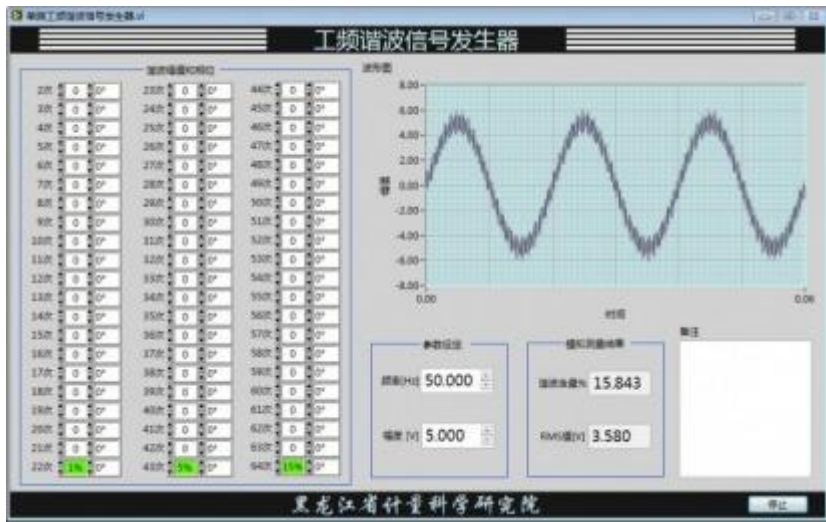 单频工频谐波信号发生器.vi
工频谐波信号发生器
谐波幅值和相位
2次 0 0° 23次 0 0° 44次 0 0°
3次 0 0° 24次 0 0° 45次 0 0°
4次 0 0° 25次 0 0° 46次 0 0°
5次 0 0° 26次 0 0° 47次 0 0°
6次 0 0° 27次 0 0° 48次 0 0°
7次 0 0° 28次 0 0° 49次 0 0°
8次 0 0° 29次 0 0° 50次 0 0°
9次 0 0° 30次 0 0° 51次 0 0°
10次 0 0° 31次 0 0° 52次 0 0°
11次 0 0° 32次 0 0° 53次 0 0°
12次 0 0° 33次 0 0° 54次 0 0°
13次 0 0° 34次 0 0° 55次 0 0°
14次 0 0° 35次 0 0° 56次 0 0°
15次 0 0° 36次 0 0° 57次 0 0°
16次 0 0° 37次 0 0° 58次 0 0°
17次 0 0° 38次 0 0° 59次 0 0°
18次 0 0° 39次 0 0° 60次 0 0°
19次 0 0° 40次 0 0° 61次 0 0°
20次 0 0° 41次 0 0° 62次 0 0°
21次 0 0° 42次 0 0° 63次 0 0°
22次 1% 0° 43次 5% 0° 64次 15% 0°
波形图
8.00
6.00
4.00
2.00
0.00
-2.00
-4.00
-6.00
-8.00
幅值
0.00 0.06
时间
参数设定
频率[Hz] 50.000
幅度 [V] 5.000
虚拟测量结果
谐波含量% 15.843
RMS值[V] 3.580
备注
黑龙江省计量科学研究院
停止